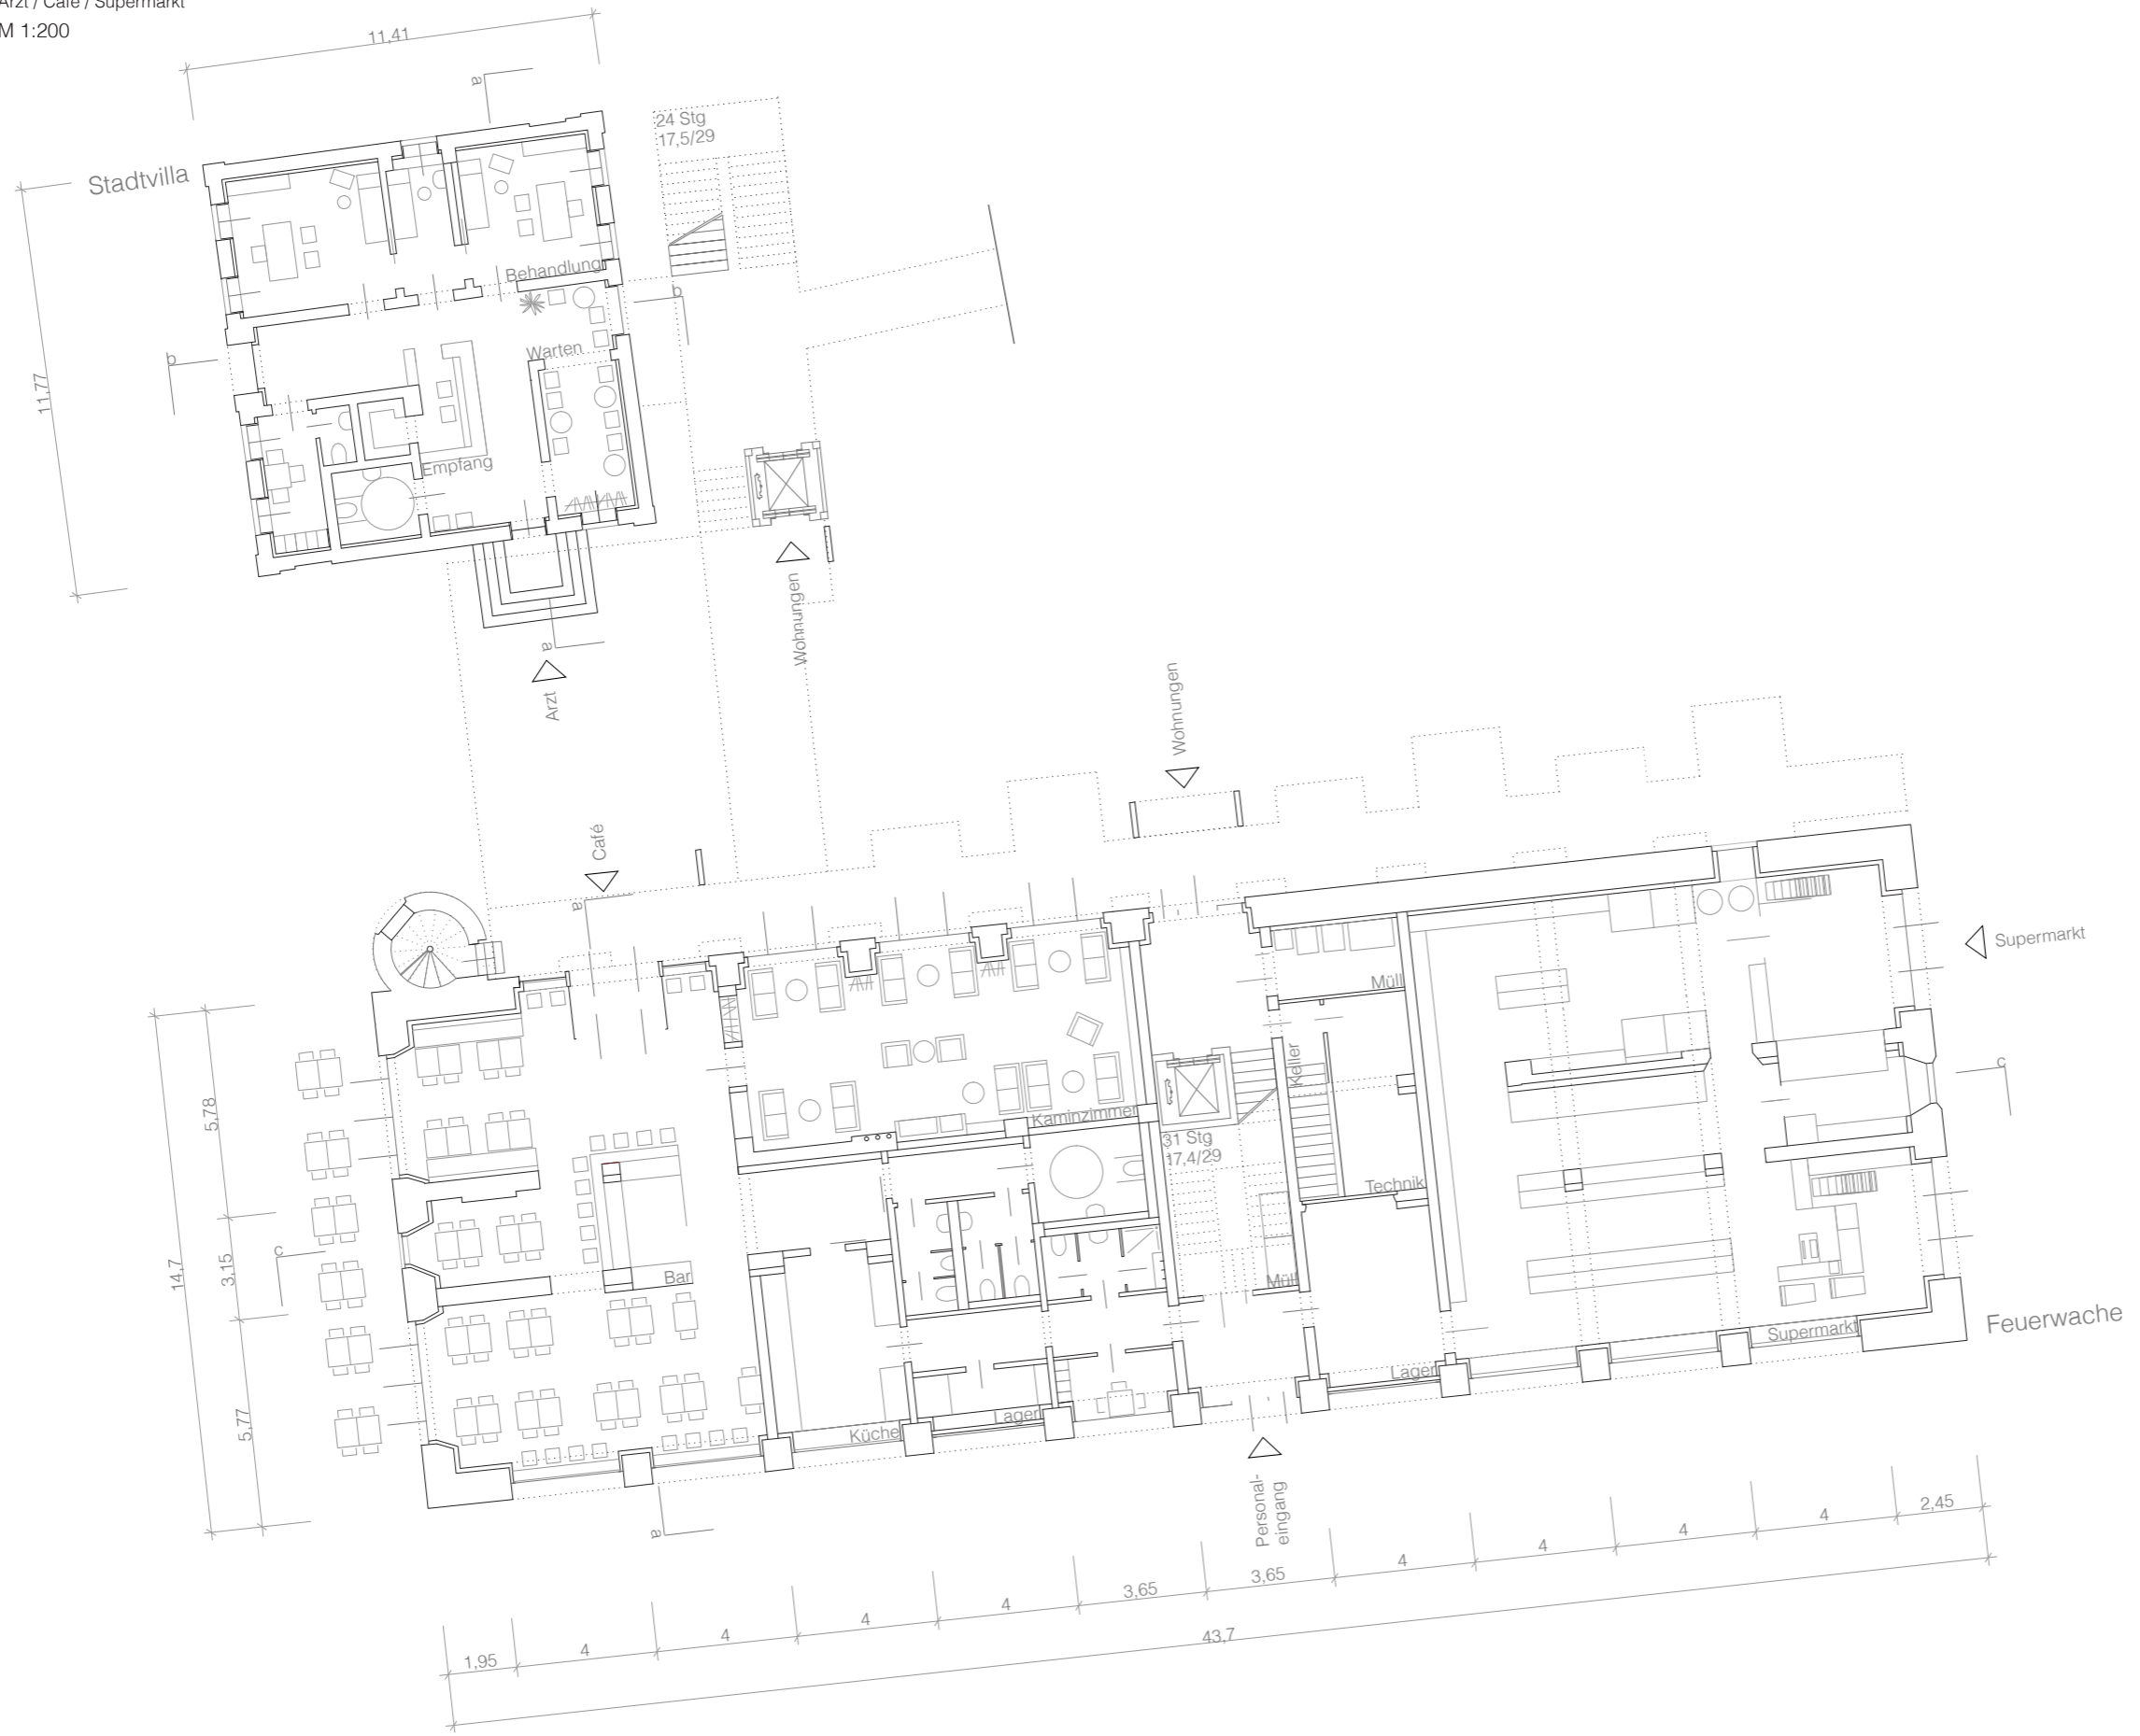 Arzt / Café / Supermarkt
M 1:200
11,41
a
24 Stg
17,5/29
Stadtvilla
Behandlung
b
Warten
b
11,77
Empfang
Wohnungen
a
Arzt
Wohnungen
Café
a
Supermarkt
Müll
Keller
c
Kaminzimmer
31 Stg
17,4/29
5,78
Technik
c
3,15
14,7
Bar
Müll
Feuerwache
Supermarkt
Lager
Lager
Küche
5,77
Personal-
eingang
a
1,95
4
4
4
4
3,65
3,65
4
4
4
4
2,45
43,7